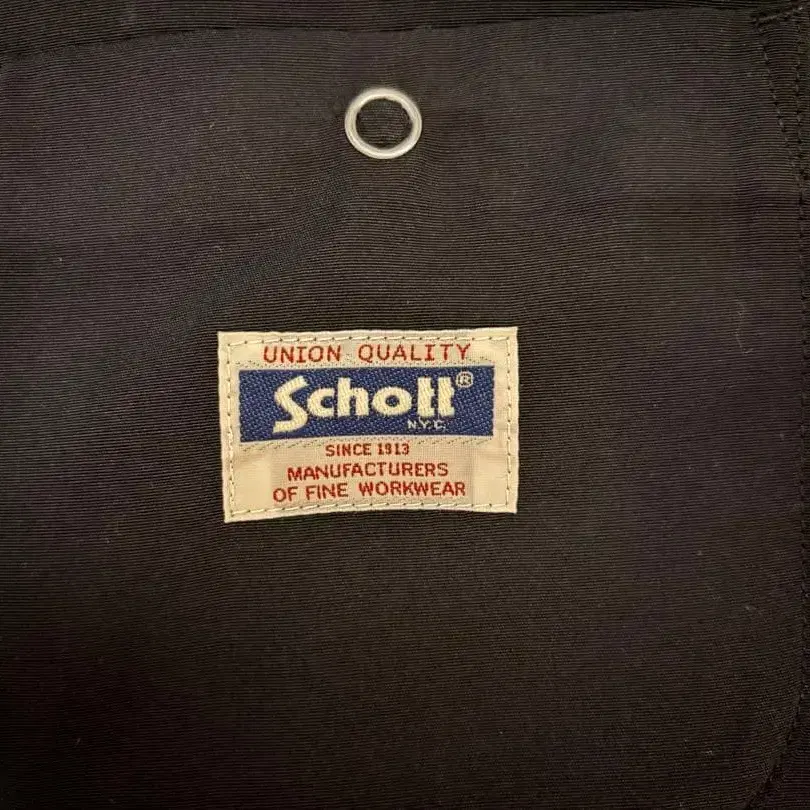 UNION QUALITY
Schott®
N.Y.C.
SINCE 1913
MANUFACTURERS
OF FINE WORKWEAR